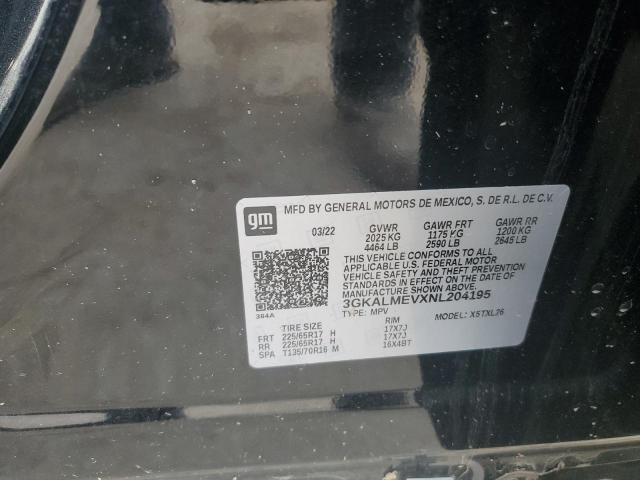 gm
MFD BY GENERAL MOTORS DE MEXICO, S. DE R.L. DE C.V.
03/22 GVWR GAWR FRT GAWR RR
2025 KG 1175 KG 1200 KG
4464 LB 2590 LB 2645 LB
THIS VEHICLE CONFORMS TO ALL APPLICABLE
U.S. FEDERAL MOTOR
VEHICLE SAFETY AND THEFT PREVENTION
STANDARDS IN EFFECT ON THE DATE OF
MANUFACTURE SHOWN ABOVE.
3GKALMEVXNL204195
384A
TYPE: MPV MODEL: X5TXL26
TIRE SIZE RIM
FRT 225/65R17 H 17X7J
RR 225/65R17 H 17X7J
SPA T135/70R16 M 16X4BT